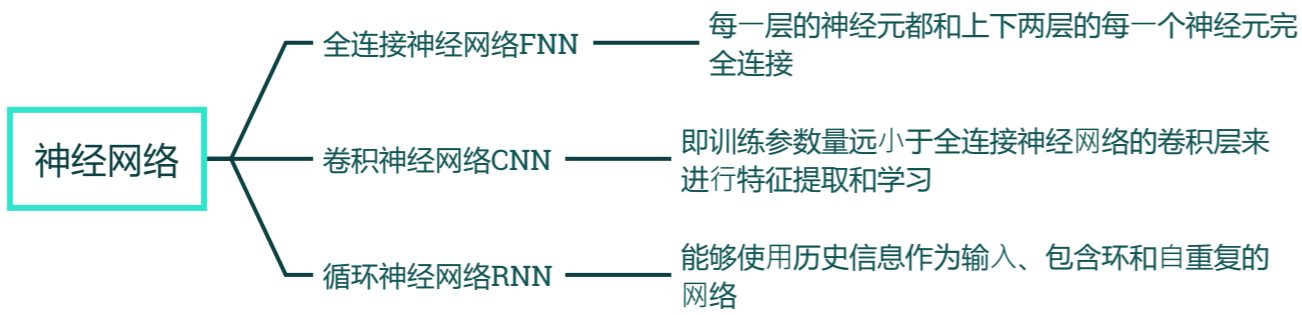 神经网络
全连接神经网络FNN
每一层的神经元都和上下两层的每一个神经元完
全连接
卷积神经网络CNN
即训练参数量远小于全连接神经网络的卷积层来
进行特征提取和学习
循环神经网络RNN
能够使用历史信息作为输入、包含环和自重复的
网络